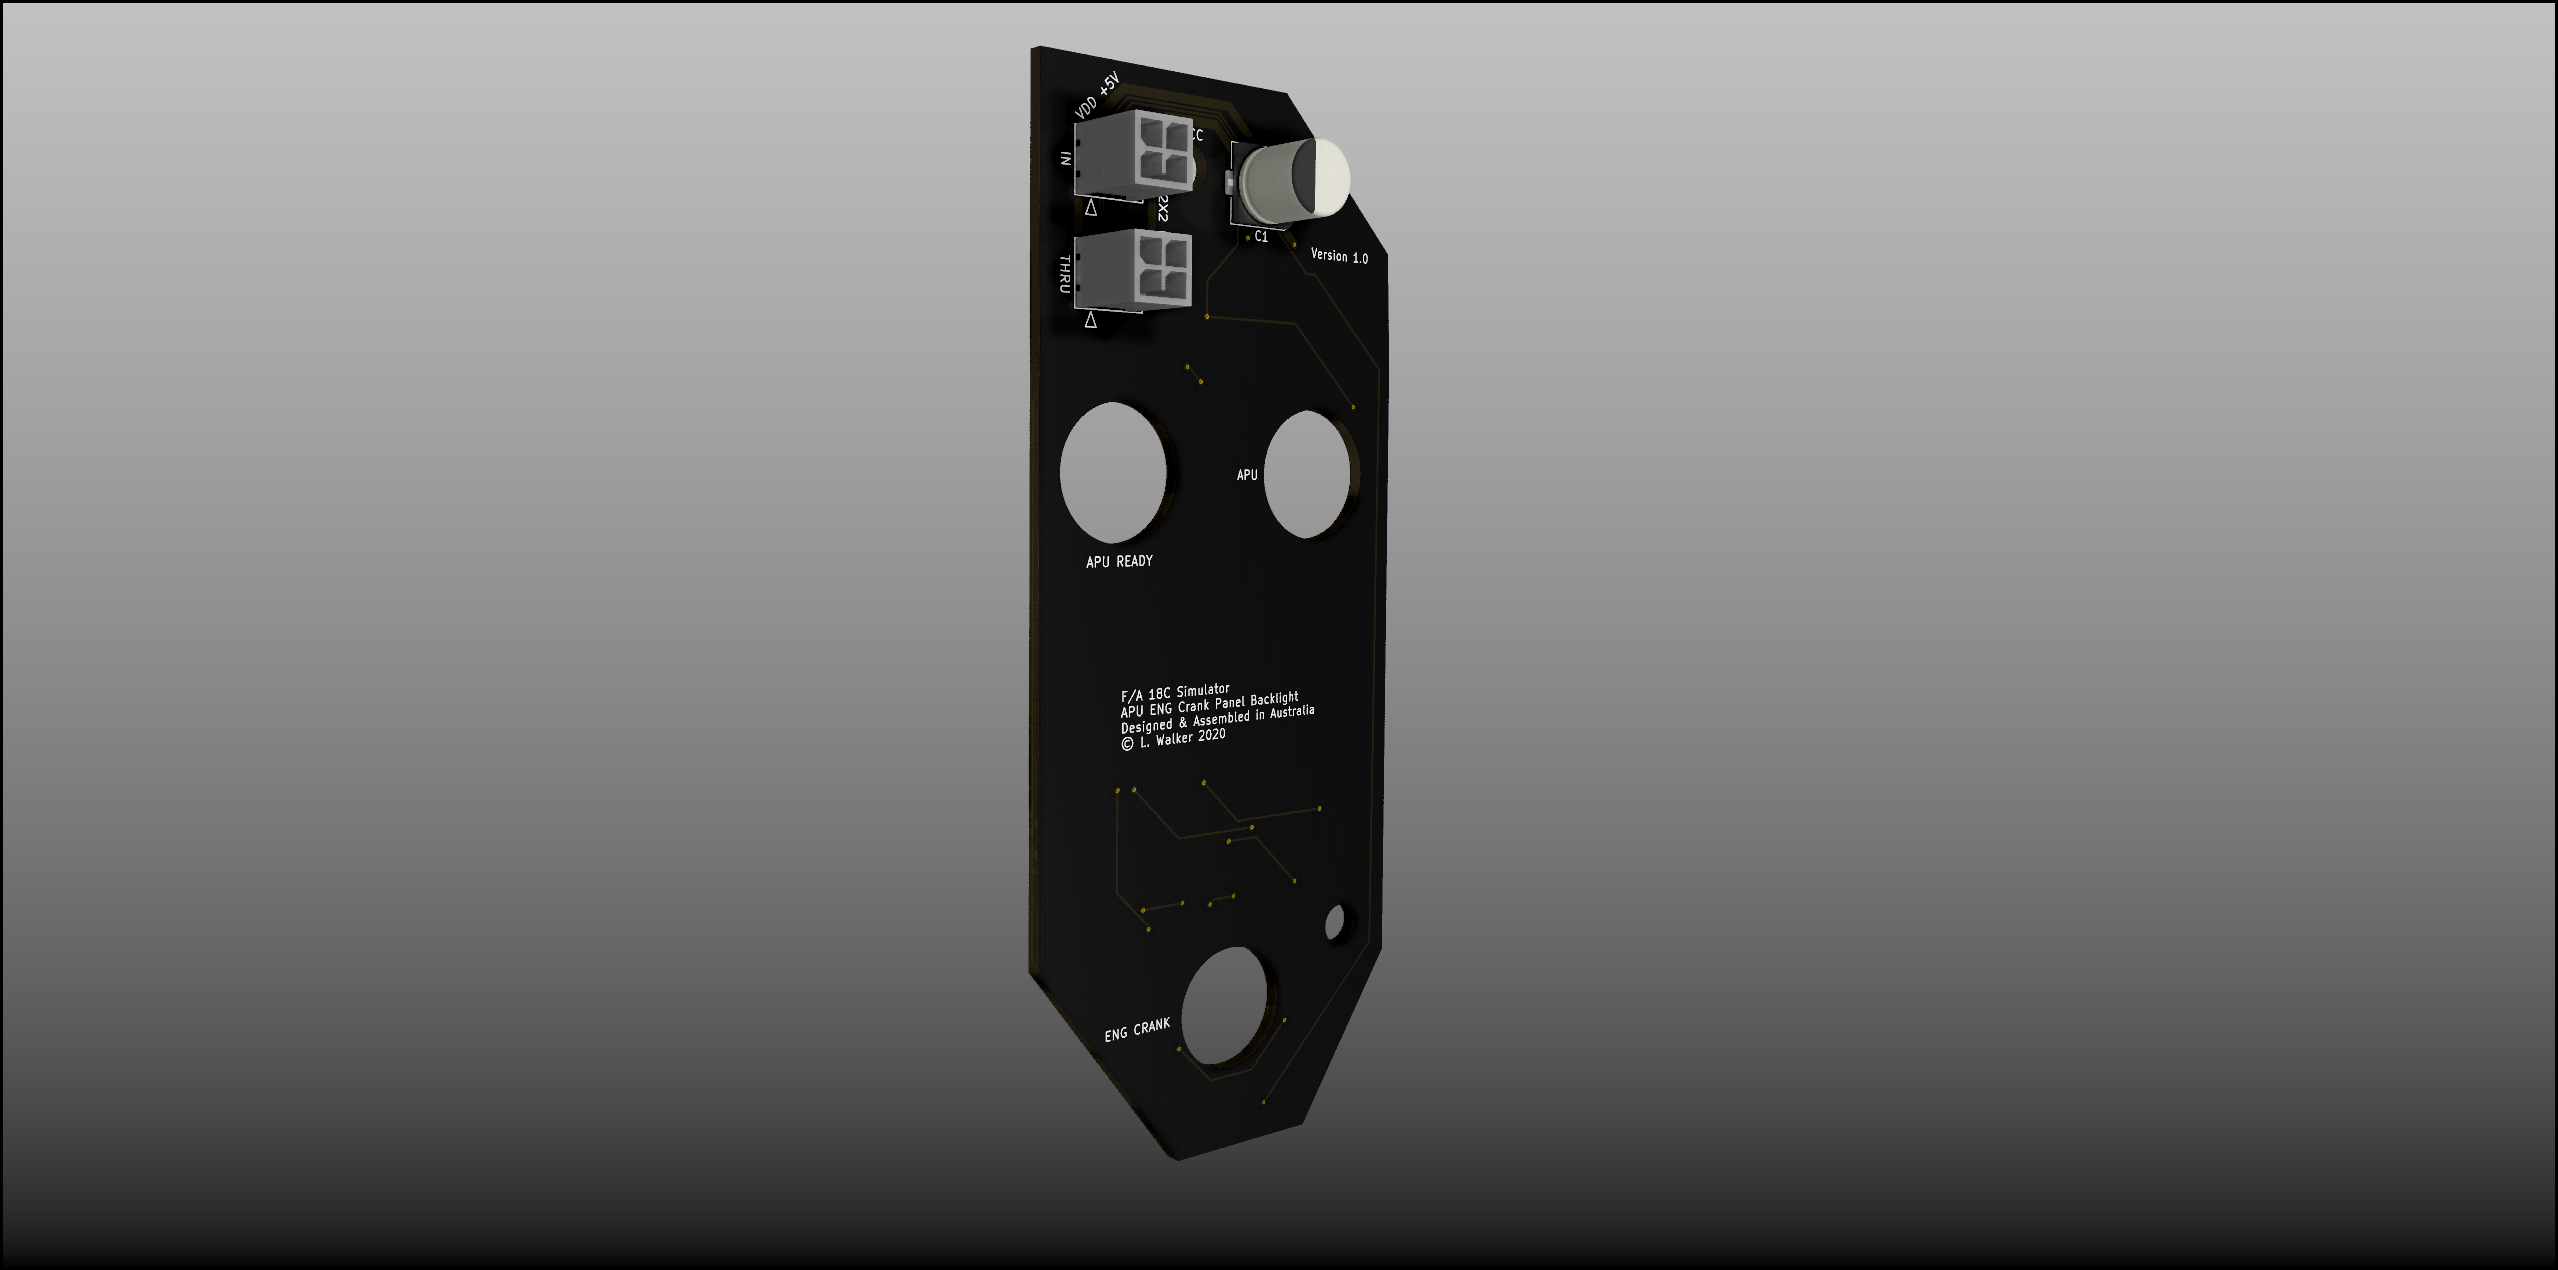 VDD +5V
IN
CC
2X2
THRU
C1
Version 1.0
APU
APU READY
F/A 18C Simulator
APU ENG Crank Panel Backlight
Designed & Assembled in Australia
© L. Walker 2020
ENG CRANK